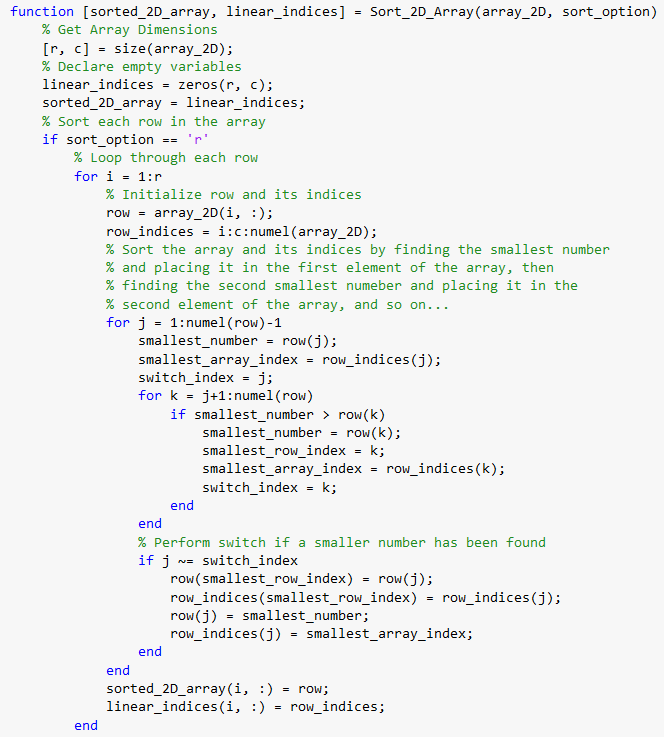 function [sorted_2D_array, linear_indices] = Sort_2D_Array(array_2D, sort_option)
    % Get Array Dimensions
    [r, c] = size(array_2D);
    % Declare empty variables
    linear_indices = zeros(r, c);
    sorted_2D_array = linear_indices;
    % Sort each row in the array
    if sort_option == 'r'
        % Loop through each row
        for i = 1:r
            % Initialize row and its indices
            row = array_2D(i, :);
            row_indices = i:c:numel(array_2D);
            % Sort the array and its indices by finding the smallest number
            % and placing it in the first element of the array, then
            % finding the second smallest numeber and placing it in the
            % second element of the array, and so on...
            for j = 1:numel(row)-1
                smallest_number = row(j);
                smallest_array_index = row_indices(j);
                switch_index = j;
                for k = j+1:numel(row)
                    if smallest_number > row(k)
                        smallest_number = row(k);
                        smallest_row_index = k;
                        smallest_array_index = row_indices(k);
                        switch_index = k;
                    end
                end
                % Perform switch if a smaller number has been found
                if j ~= switch_index
                    row(smallest_row_index) = row(j);
                    row_indices(smallest_row_index) = row_indices(j);
                    row(j) = smallest_number;
                    row_indices(j) = smallest_array_index;
                end
            end
            sorted_2D_array(i, :) = row;
            linear_indices(i, :) = row_indices;
        end